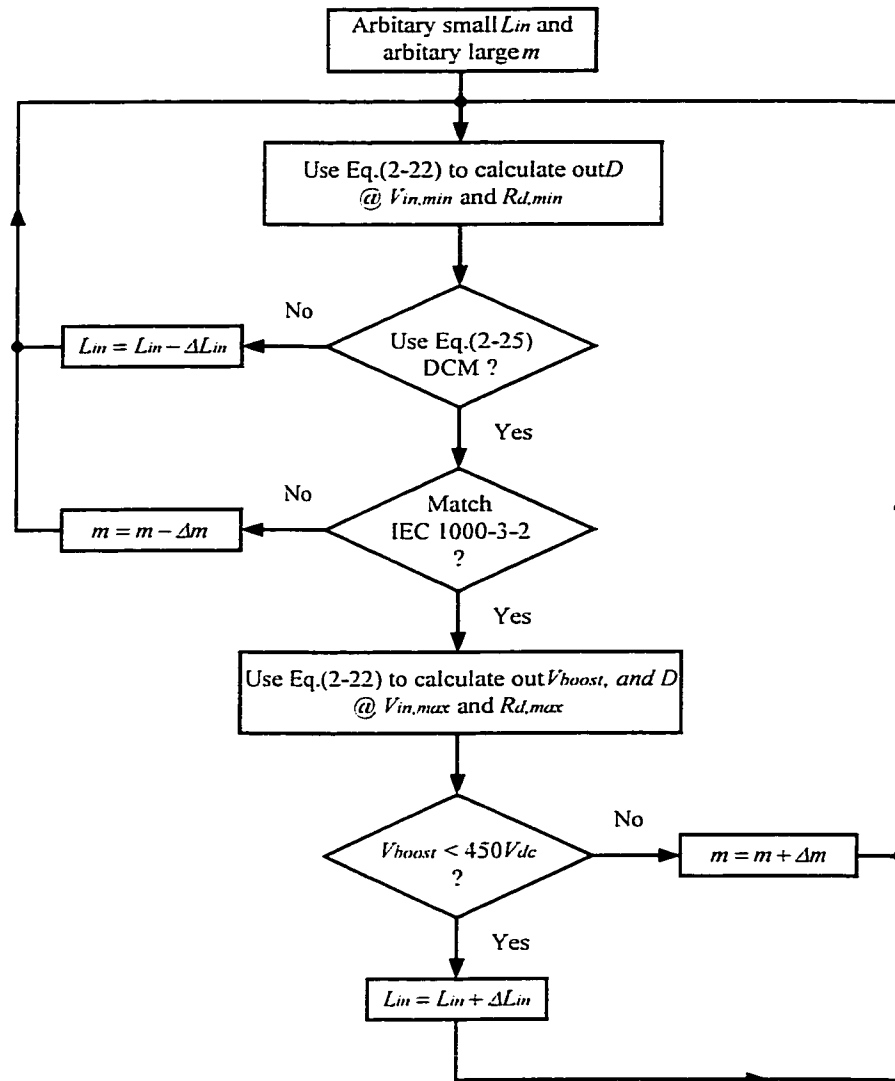 Arbitary small Lin and
arbitary large m
Use Eq.(2-22) to calculate out D
@ Vin,min and Rd,min
No
Lin = Lin − ΔLin
Use Eq.(2-25)
DCM ?
Yes
No
m = m − Δm
Match
IEC 1000-3-2
?
Yes
Use Eq.(2-22) to calculate out Vboost, and D
@ Vin,max and Rd,max
No
Vboost < 450Vdc
?
m = m + Δm
Yes
Lin = Lin + ΔLin